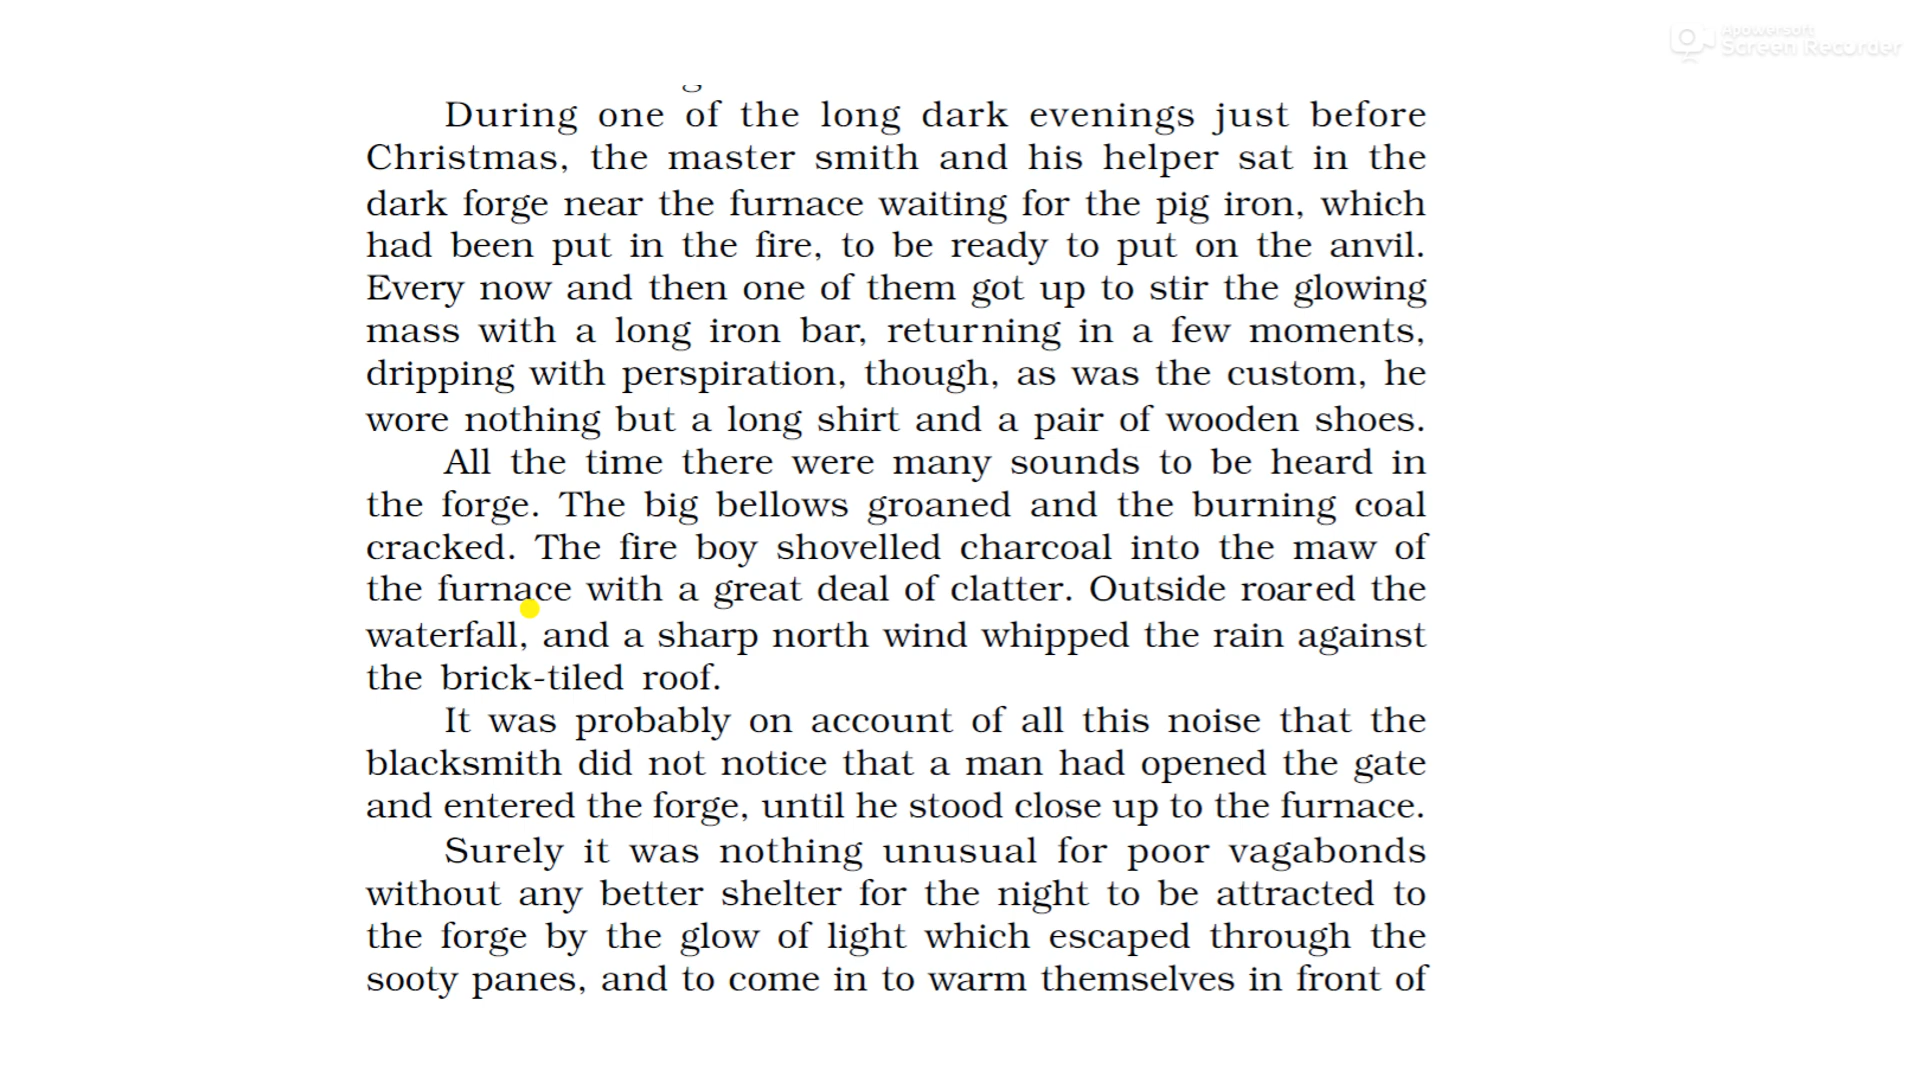 Apowersoft
Screen Recorder
During one of the long dark evenings just before
Christmas, the master smith and his helper sat in the
dark forge near the furnace waiting for the pig iron, which
had been put in the fire, to be ready to put on the anvil.
Every now and then one of them got up to stir the glowing
mass with a long iron bar, returning in a few moments,
dripping with perspiration, though, as was the custom, he
wore nothing but a long shirt and a pair of wooden shoes.
All the time there were many sounds to be heard in
the forge. The big bellows groaned and the burning coal
cracked. The fire boy shovelled charcoal into the maw of
the furnace with a great deal of clatter. Outside roared the
waterfall, and a sharp north wind whipped the rain against
the brick-tiled roof.
It was probably on account of all this noise that the
blacksmith did not notice that a man had opened the gate
and entered the forge, until he stood close up to the furnace.
Surely it was nothing unusual for poor vagabonds
without any better shelter for the night to be attracted to
the forge by the glow of light which escaped through the
sooty panes, and to come in to warm themselves in front of